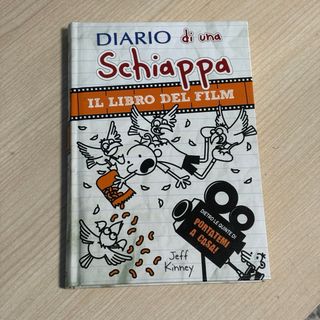 DIARIO di una
Schiappa
IL LIBRO DEL FILM
DIETRO LE QUINTE DI
PORTATEMI
A CASA!
Jeff
Kinney